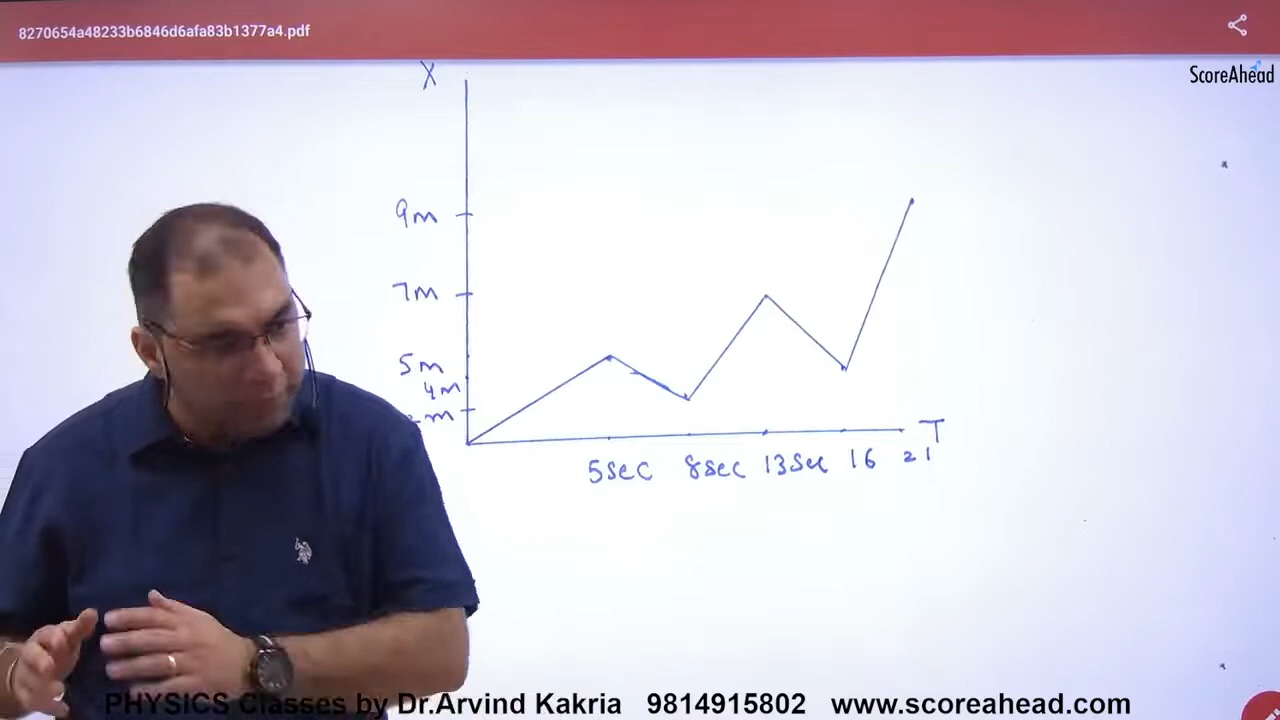 8270654a48233b6846d6afa83b1377a4.pdf
ScoreAhead
X
9m
7m
5m
4m
T
5sec 8sec 13sec 16 21
PHYSICS Classes by Dr.Arvind Kakria 9814915802 www.scoreahead.com